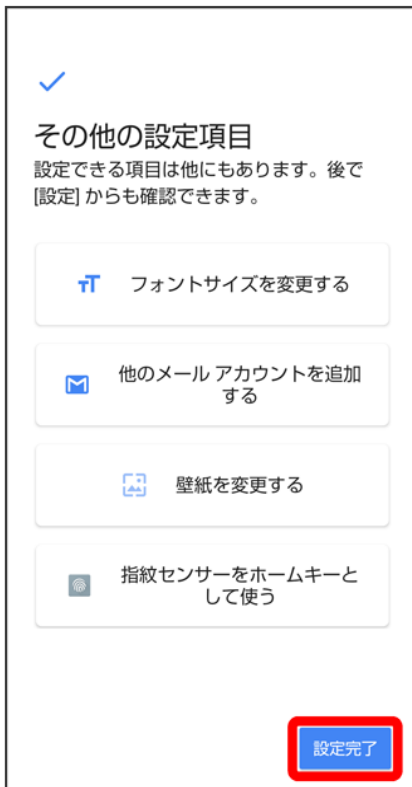 その他の設定項目
設定できる項目は他にもあります。後で
[設定] からも確認できます。
フォントサイズを変更する
他のメール アカウントを追加
する
壁紙を変更する
指紋センサーをホームキーと
して使う
設定完了